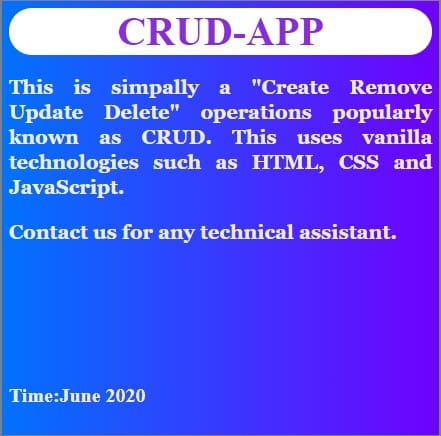 CRUD-APP
This is simpally a "Create Remove
Update Delete" operations popularly
known as CRUD. This uses vanilla
technologies such as HTML, CSS and
JavaScript.
Contact us for any technical assistant.
Time:June 2020